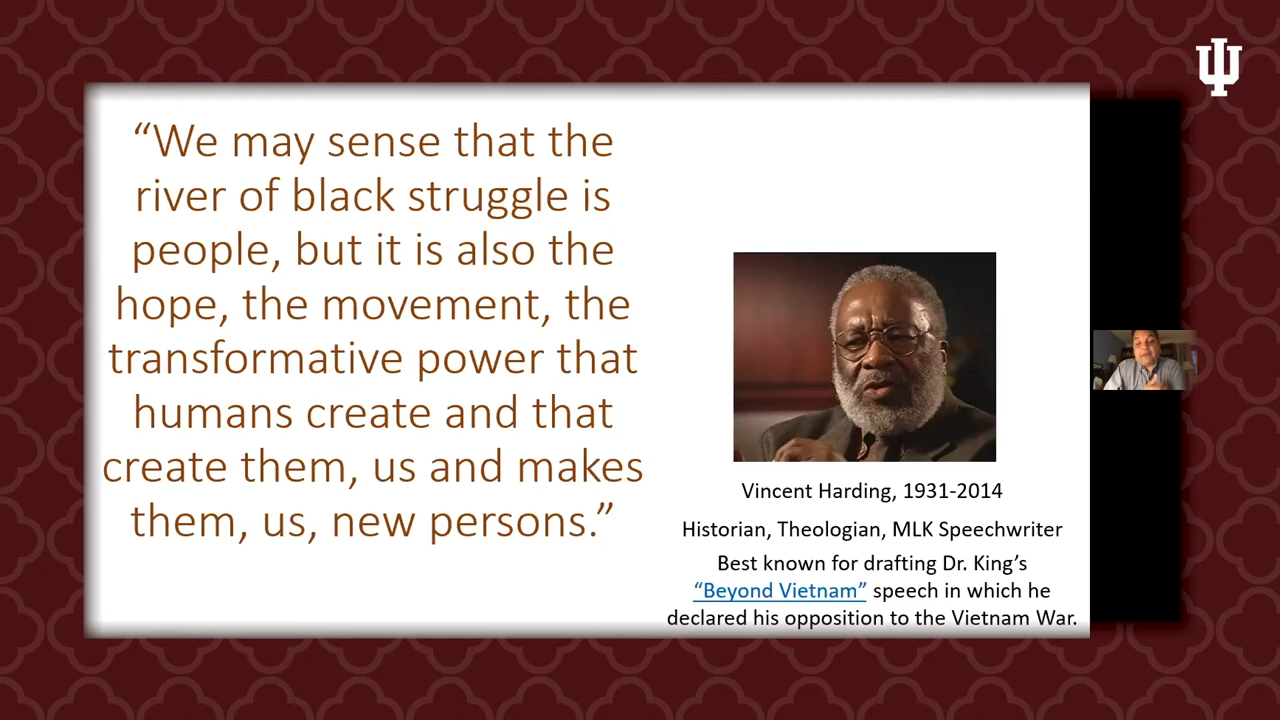 “We may sense that the
river of black struggle is
people, but it is also the
hope, the movement, the
transformative power that
humans create and that
create them, us and makes
them, us, new persons.”
Vincent Harding, 1931-2014
Historian, Theologian, MLK Speechwriter
Best known for drafting Dr. King’s
“Beyond Vietnam” speech in which he
declared his opposition to the Vietnam War.